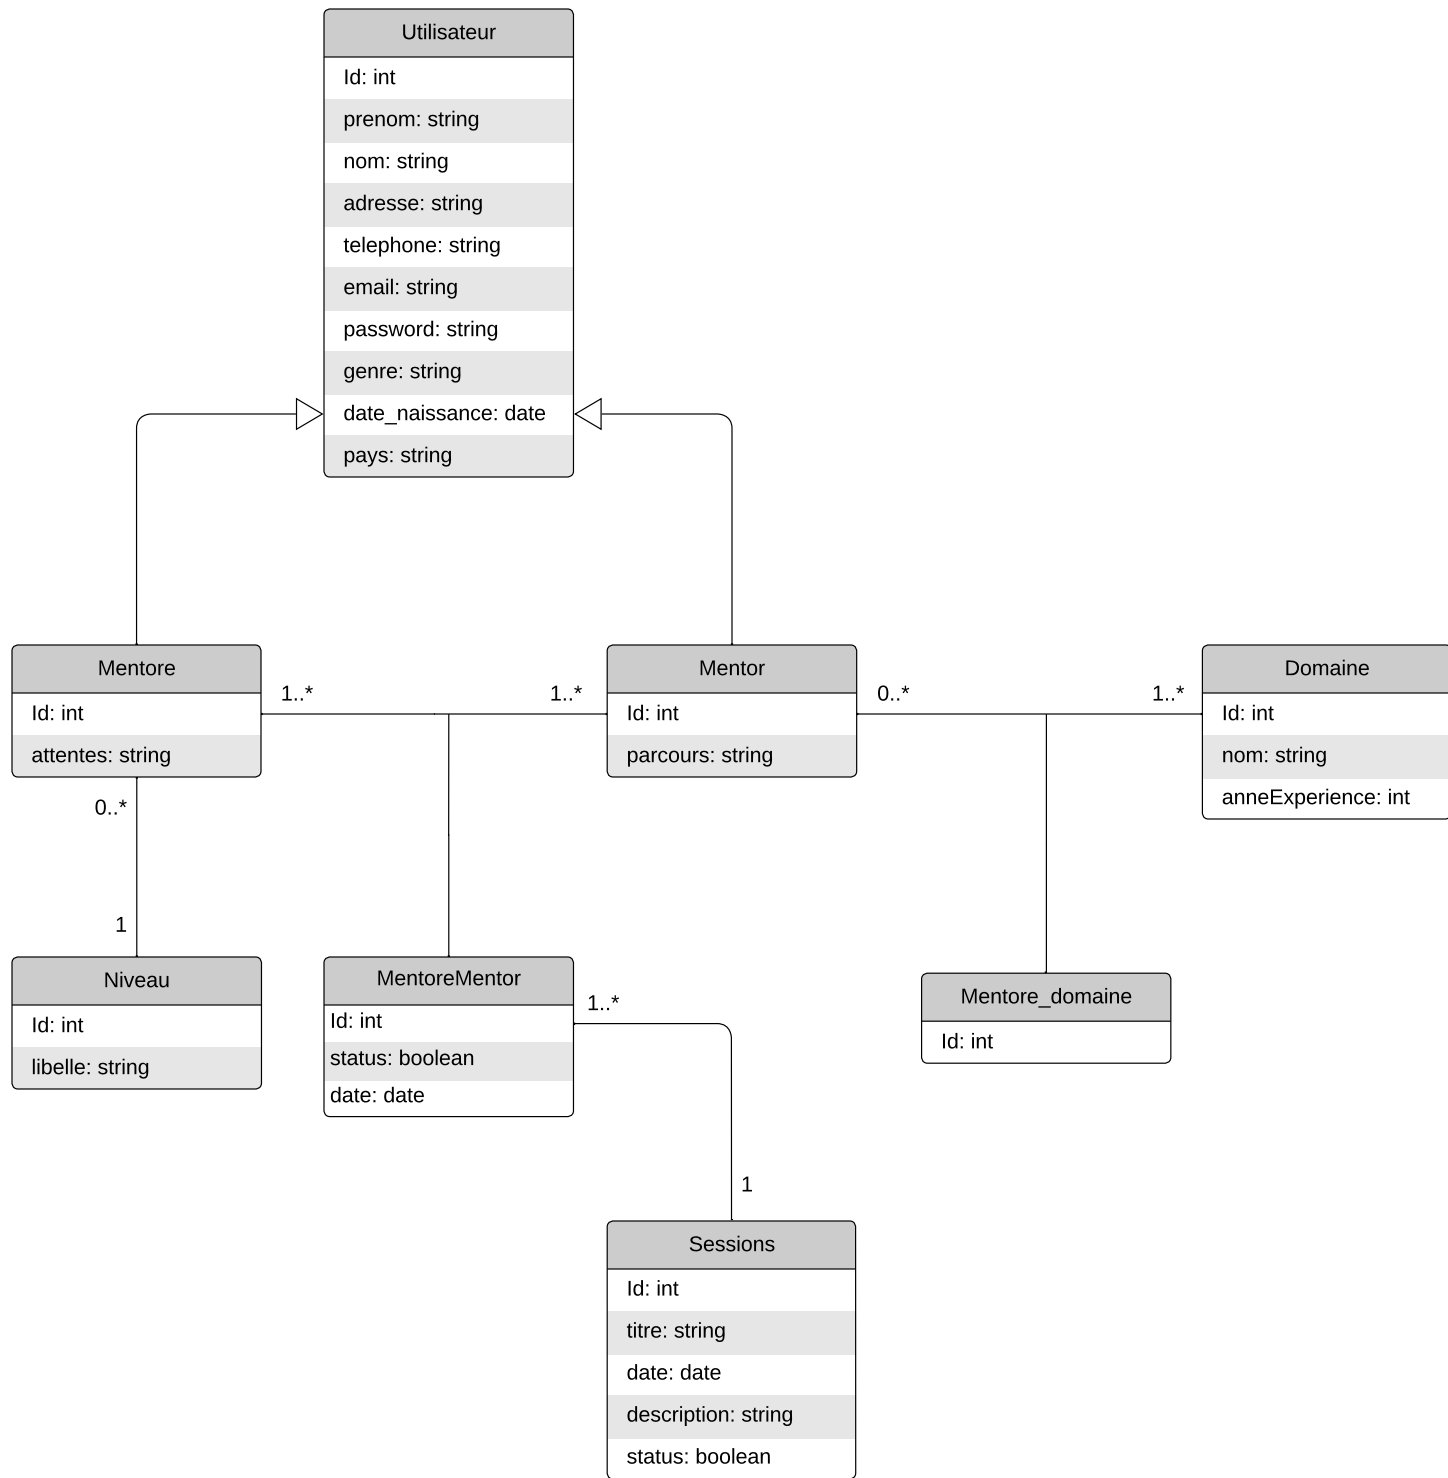 Utilisateur
Id: int
prenom: string
nom: string
adresse: string
telephone: string
email: string
password: string
genre: string
date_naissance: date
pays: string
Mentore
Id: int
attentes: string
1..*
1..*
Mentor
Id: int
parcours: string
0..*
1..*
Domaine
Id: int
nom: string
anneExperience: int
0..*
1
Niveau
Id: int
libelle: string
MentoreMentor
Id: int
status: boolean
date: date
1..*
1
Mentore_domaine
Id: int
Sessions
Id: int
titre: string
date: date
description: string
status: boolean